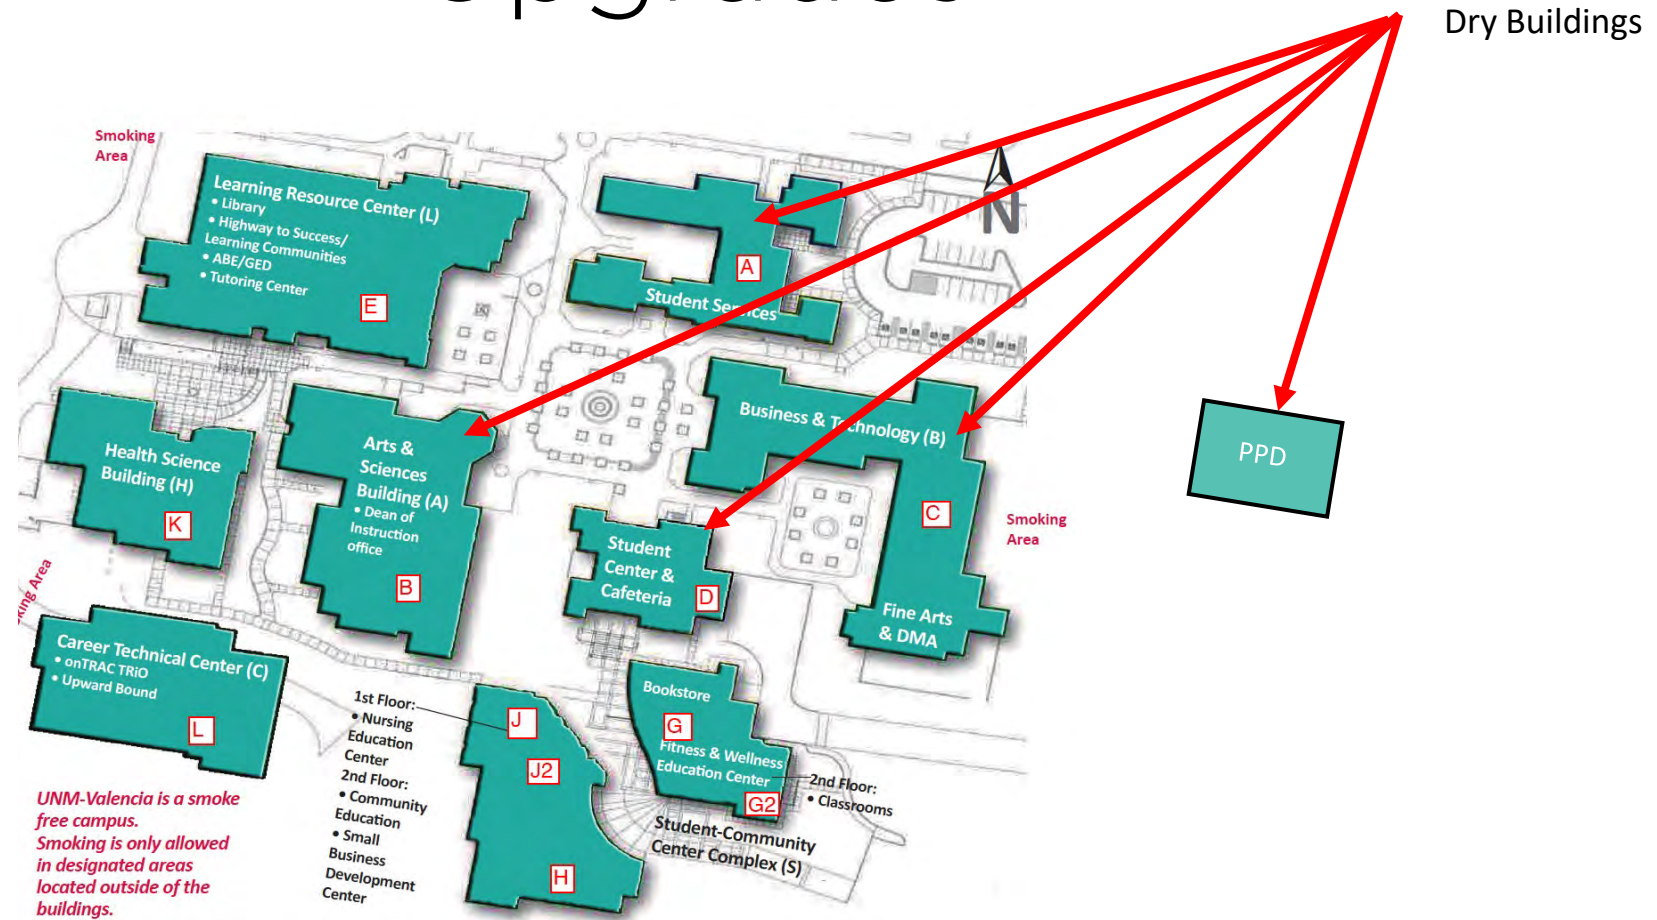 Dry Buildings
Smoking
Area
Learning Resource Center (L)
• Library
• Highway to Success/
Learning Communities
• ABE/GED
• Tutoring Center
E
A
Student Services
N
Health Science
Building (H)
K
Arts &
Sciences
Building (A)
• Dean of
Instruction
office
B
Business & Technology (B)
C
Fine Arts
& DMA
Smoking
Area
PPD
Student
Center &
Cafeteria
D
Area
Career Technical Center (C)
• onTRAC TRiO
• Upward Bound
L
1st Floor:
• Nursing
Education
Center
2nd Floor:
• Community
Education
• Small
Business
Development
Center
J
J2
H
Bookstore
G
Fitness & Wellness
Education Center
G2
2nd Floor:
• Classrooms
Student-Community
Center Complex (S)
UNM-Valencia is a smoke
free campus.
Smoking is only allowed
in designated areas
located outside of the
buildings.